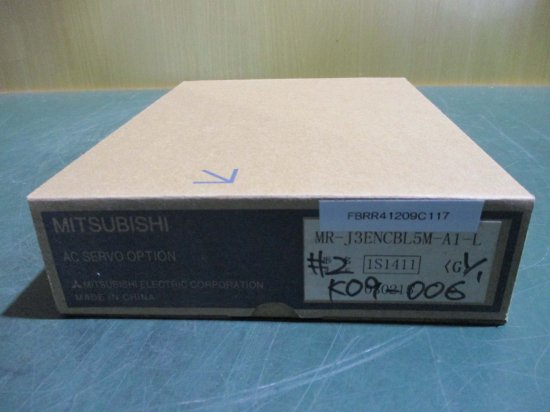 MITSUBISHI
AC SERVO OPTION
MITSUBISHI ELECTRIC CORPORATION
MADE IN CHINA
FBRR41209C117
MR-J3ENCBL5M-A1-L
#2 1S1411 〈G〉
K09-006